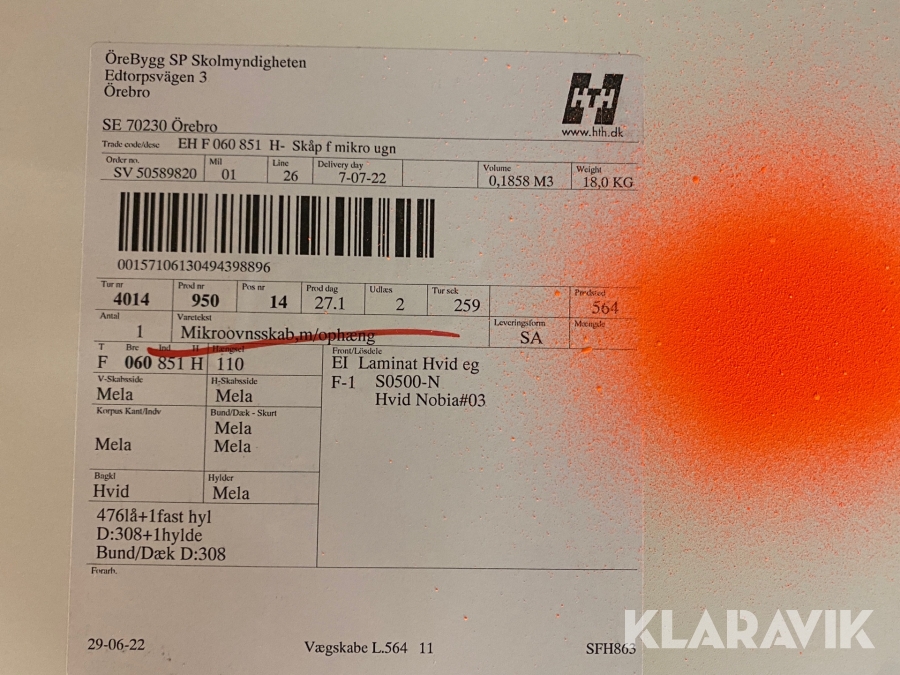 ÖreBygg SP Skolmyndigheten
Edtorpsvägen 3
Örebro
HTH
www.hth.dk
SE 70230 Örebro
Trade code/desc EH F 060 851 H- Skåp f mikro ugn
Order no. Mil Line Delivery day Volume Weight
SV 50589820 01 26 7-07-22 0,1858 M3 18,0 KG
00157106130494398896
Tur nr Prod nr Pos nr Prod dag Udlæs Tur sek Prodsted
4014 950 14 27.1 2 259 564
Antal Varetekst Leveringsform Mængde
1 Mikroovnsskab,m/ophæng SA
T Bre Ind H Hængsel Front/Lösdele
F 060 851 H 110 EI Laminat Hvid eg
F-1 S0500-N
Hvid Nobia#03
V-Skabsside H-Skabsside
Mela Mela
Korpus Kant/Indv Bund/Dæk - Skurt
Mela
Mela Mela
Bagkl Hylder
Hvid Mela
476lå+1fast hyl
D:308+1hylde
Bund/Dæk D:308
Forarb.
29-06-22 Vægskabe L.564 11 SFH863
KLARAVIK